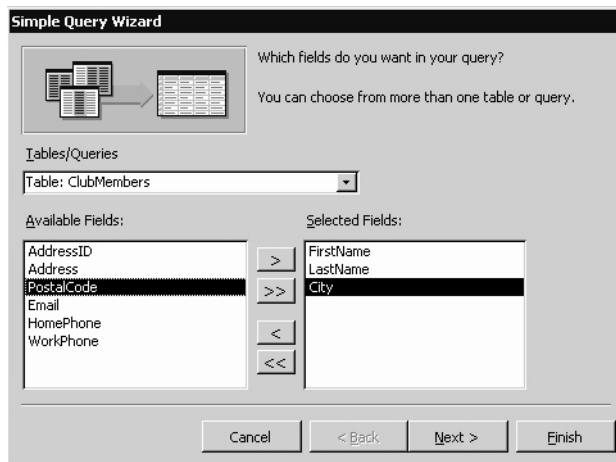 Simple Query Wizard
Which fields do you want in your query?
You can choose from more than one table or query.
Tables/Queries
Table: ClubMembers
Available Fields:
AddressID
Address
PostalCode
Email
HomePhone
WorkPhone
>
>>
<
<<
Selected Fields:
FirstName
LastName
City
Cancel
< Back
Next >
Finish